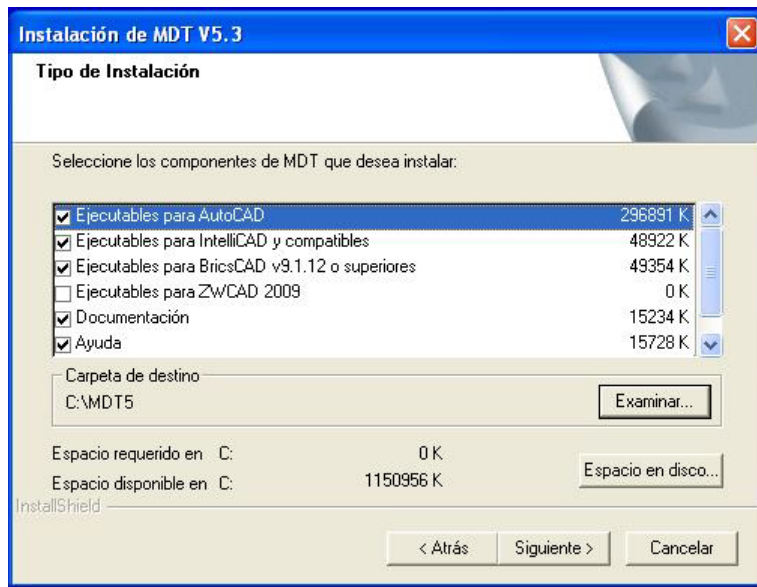 Instalación de MDT V5.3
Tipo de Instalación
Seleccione los componentes de MDT que desea instalar:
Ejecutables para AutoCAD 296891 K
Ejecutables para IntelliCAD y compatibles 48922 K
Ejecutables para BricsCAD v9.1.12 o superiores 49354 K
Ejecutables para ZWCAD 2009 0 K
Documentación 15234 K
Ayuda 15728 K
Carpeta de destino
C:\MDT5 Examinar...
Espacio requerido en C: 0 K
Espacio disponible en C: 1150956 K Espacio en disco...
InstallShield
< Atrás Siguiente > Cancelar